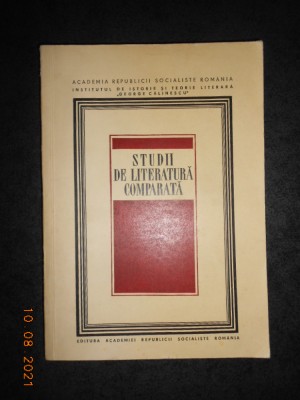 ACADEMIA REPUBLICII SOCIALISTE ROMÂNIA
INSTITUTUL DE ISTORIE ȘI TEORIE LITERARĂ
„GEORGE CĂLINESCU”
STUDII
DE LITERATURĂ
COMPARATĂ
EDITURA ACADEMIEI REPUBLICII SOCIALISTE ROMÂNIA
10 08 2021